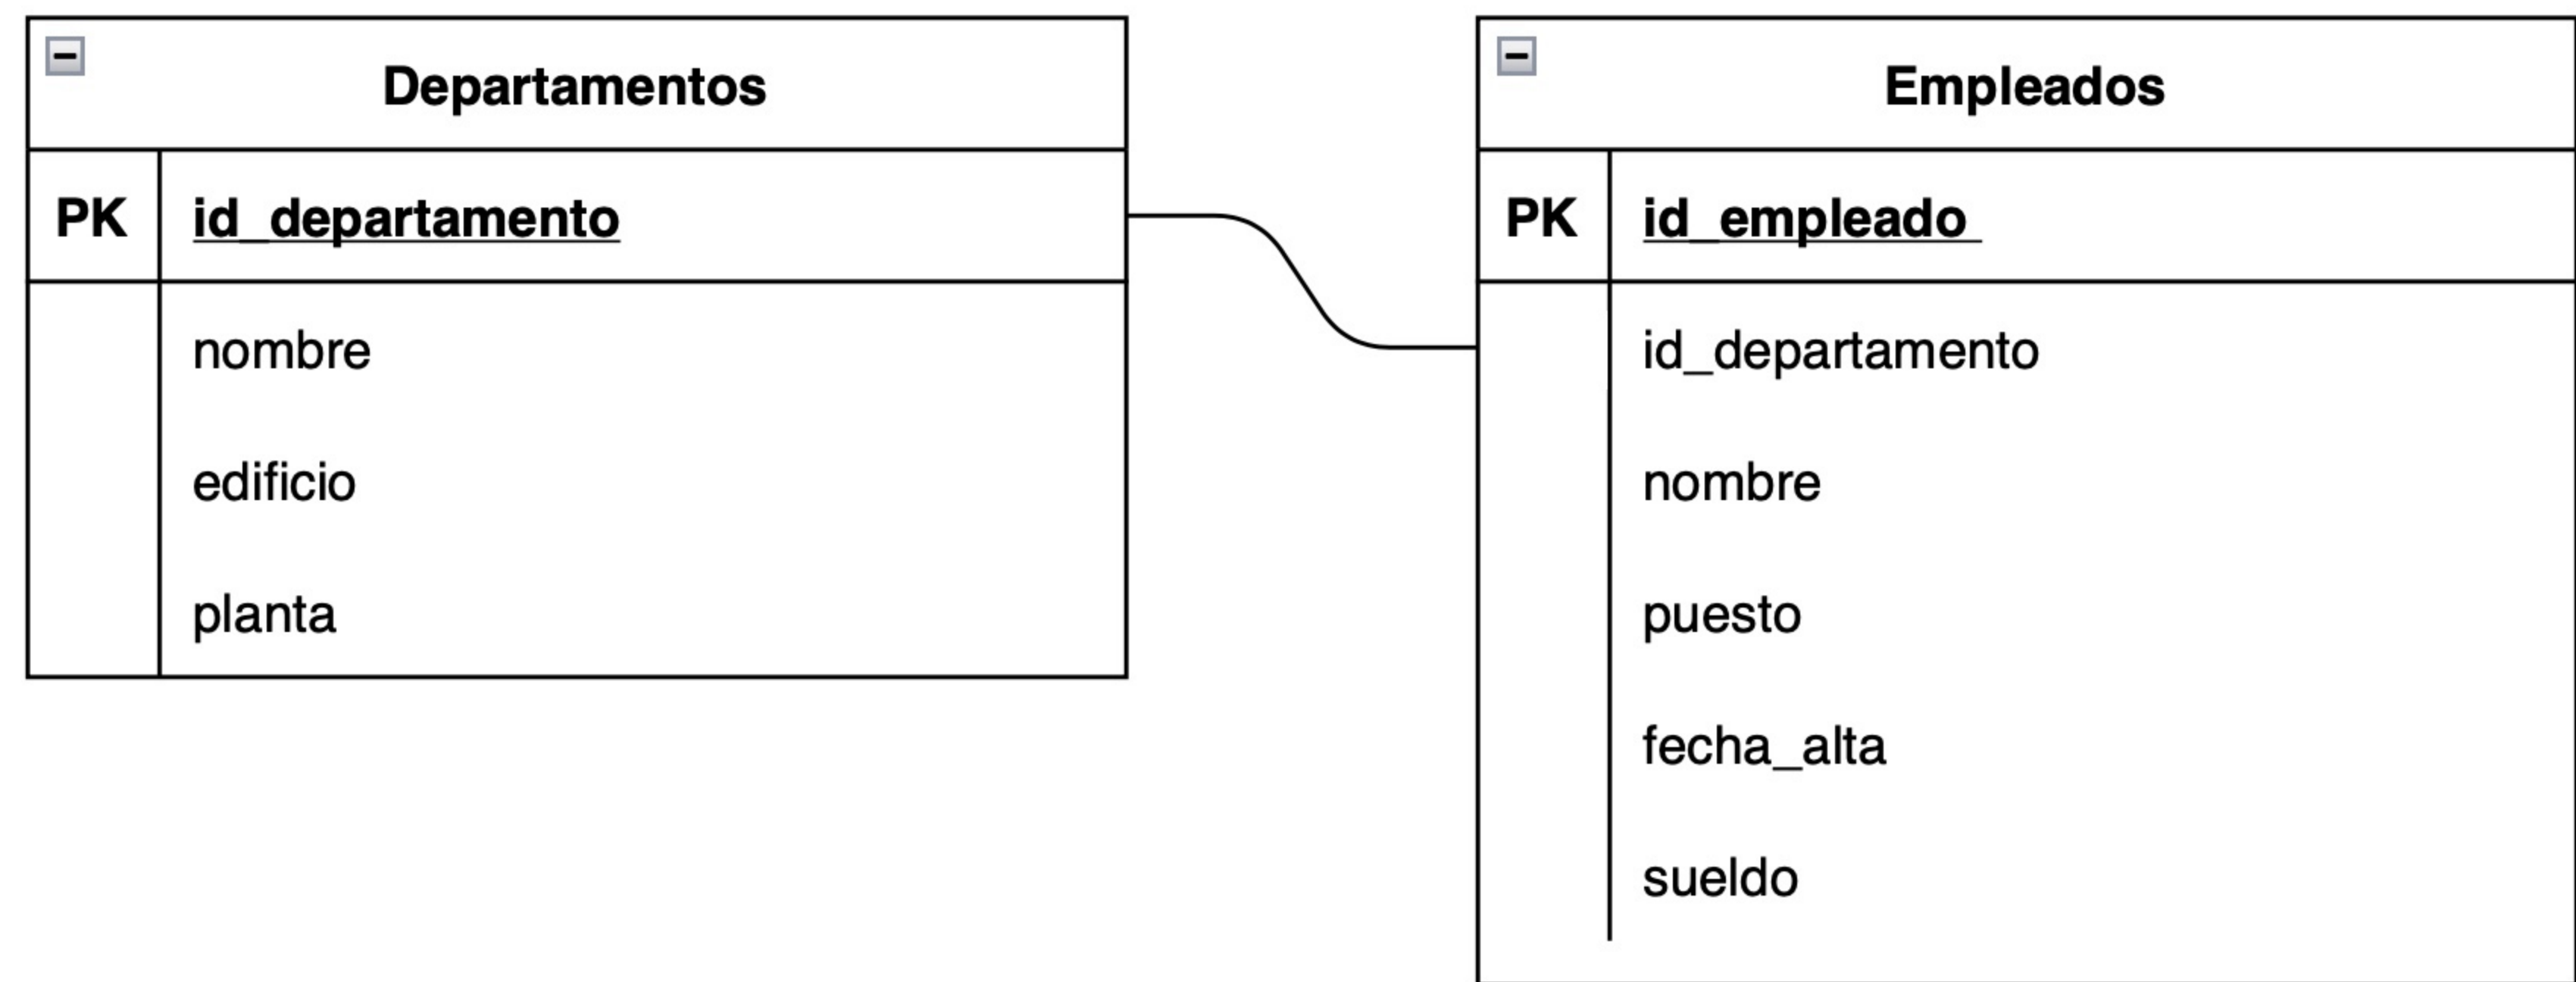 Departamentos
PK id_departamento
nombre
edificio
planta
Empleados
PK id_empleado
id_departamento
nombre
puesto
fecha_alta
sueldo